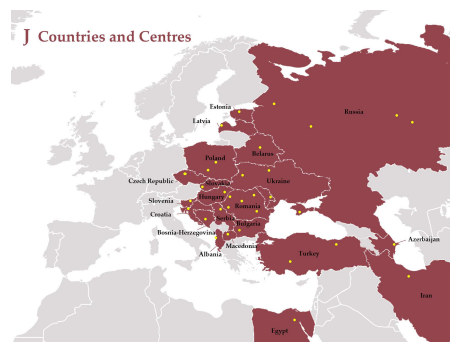 J Countries and Centres
Estonia
Russia
Latvia
Belarus
Poland
Czech Republic
Ukraine
Slovakia
Hungary
Slovenia
Romania
Croatia
Serbia
Bulgaria
Bosnia-Herzegovina
Azerbaijan
Macedonia
Albania
Turkey
Iran
Egypt